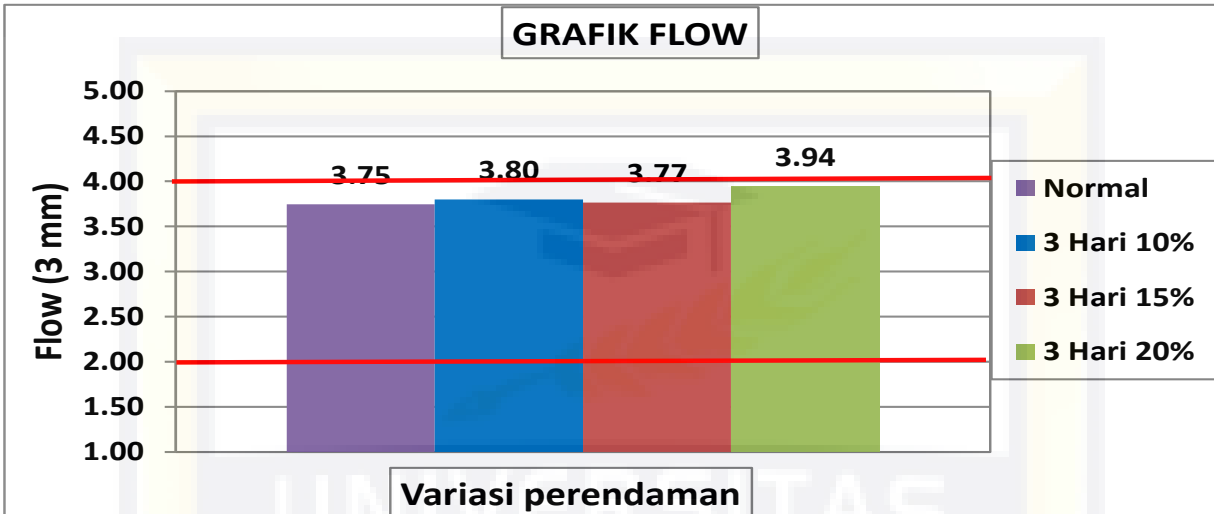 GRAFIK FLOW
5.00
4.50
4.00
3.50
3.00
2.50
2.00
1.50
1.00
Flow (3 mm)
3.75
3.80
3.77
3.94
Normal
3 Hari 10%
3 Hari 15%
3 Hari 20%
Variasi perendaman
UNIVERSITAS